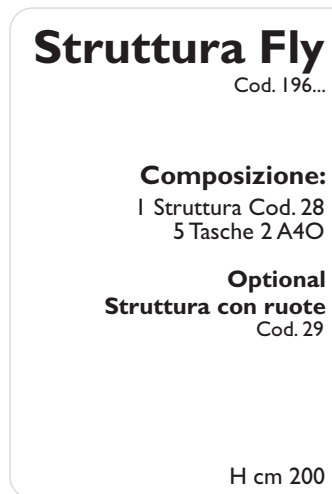 Struttura Fly
Cod. 196...
Composizione:
1 Struttura Cod. 28
5 Tasche 2 A4O
Optional
Struttura con ruote
Cod. 29
H cm 200